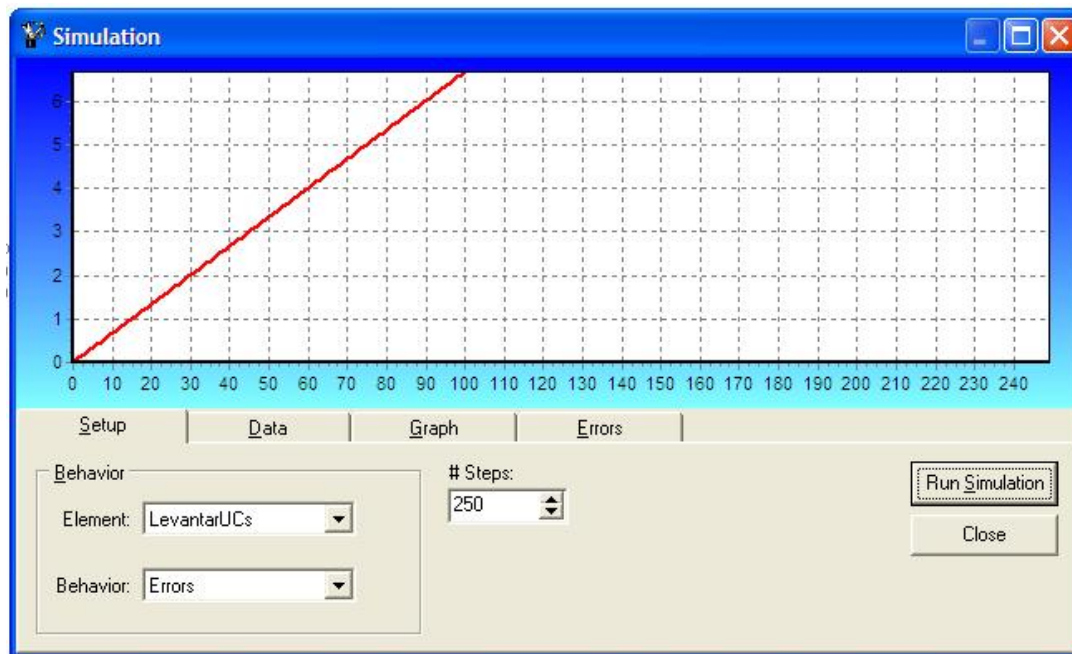 Simulation
6
5
4
3
2
1
0
0 10 20 30 40 50 60 70 80 90 100 110 120 130 140 150 160 170 180 190 200 210 220 230 240
Setup Data Graph Errors
Behavior
Element: LevantarUCs
Behavior: Errors
# Steps:
250
Run Simulation
Close